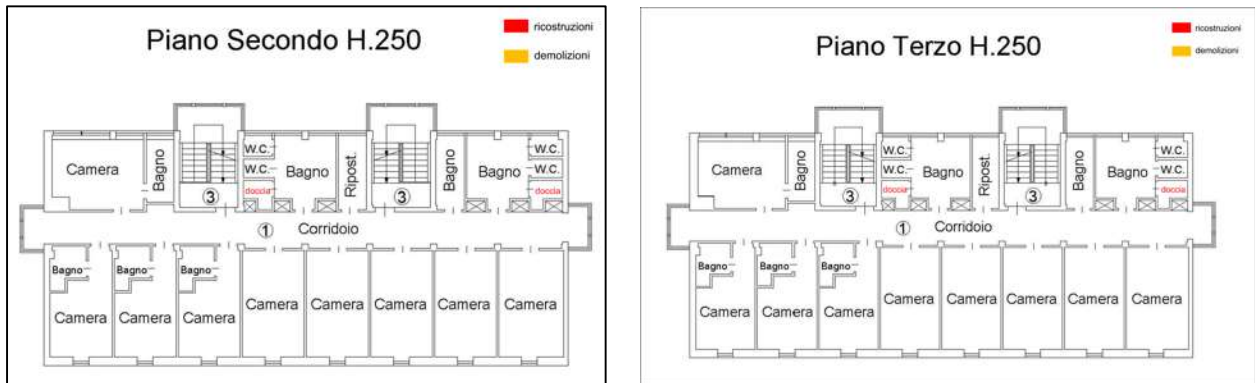 Piano Secondo H.250
ricostruzioni
demolizioni
W.C.
W.C.
Camera
Bagno
W.C.
W.C.
Bagno
Ripost.
Bagno
Bagno
doccia
doccia
3
3
1
Corridoio
Bagno
Bagno
Bagno
Camera
Camera
Camera
Camera
Camera
Camera
Camera
Camera
Piano Terzo H.250
ricostruzioni
demolizioni
W.C.
W.C.
Camera
Bagno
W.C.
W.C.
Bagno
Ripost.
Bagno
Bagno
doccia
doccia
3
3
1
Corridoio
Bagno
Bagno
Bagno
Camera
Camera
Camera
Camera
Camera
Camera
Camera
Camera